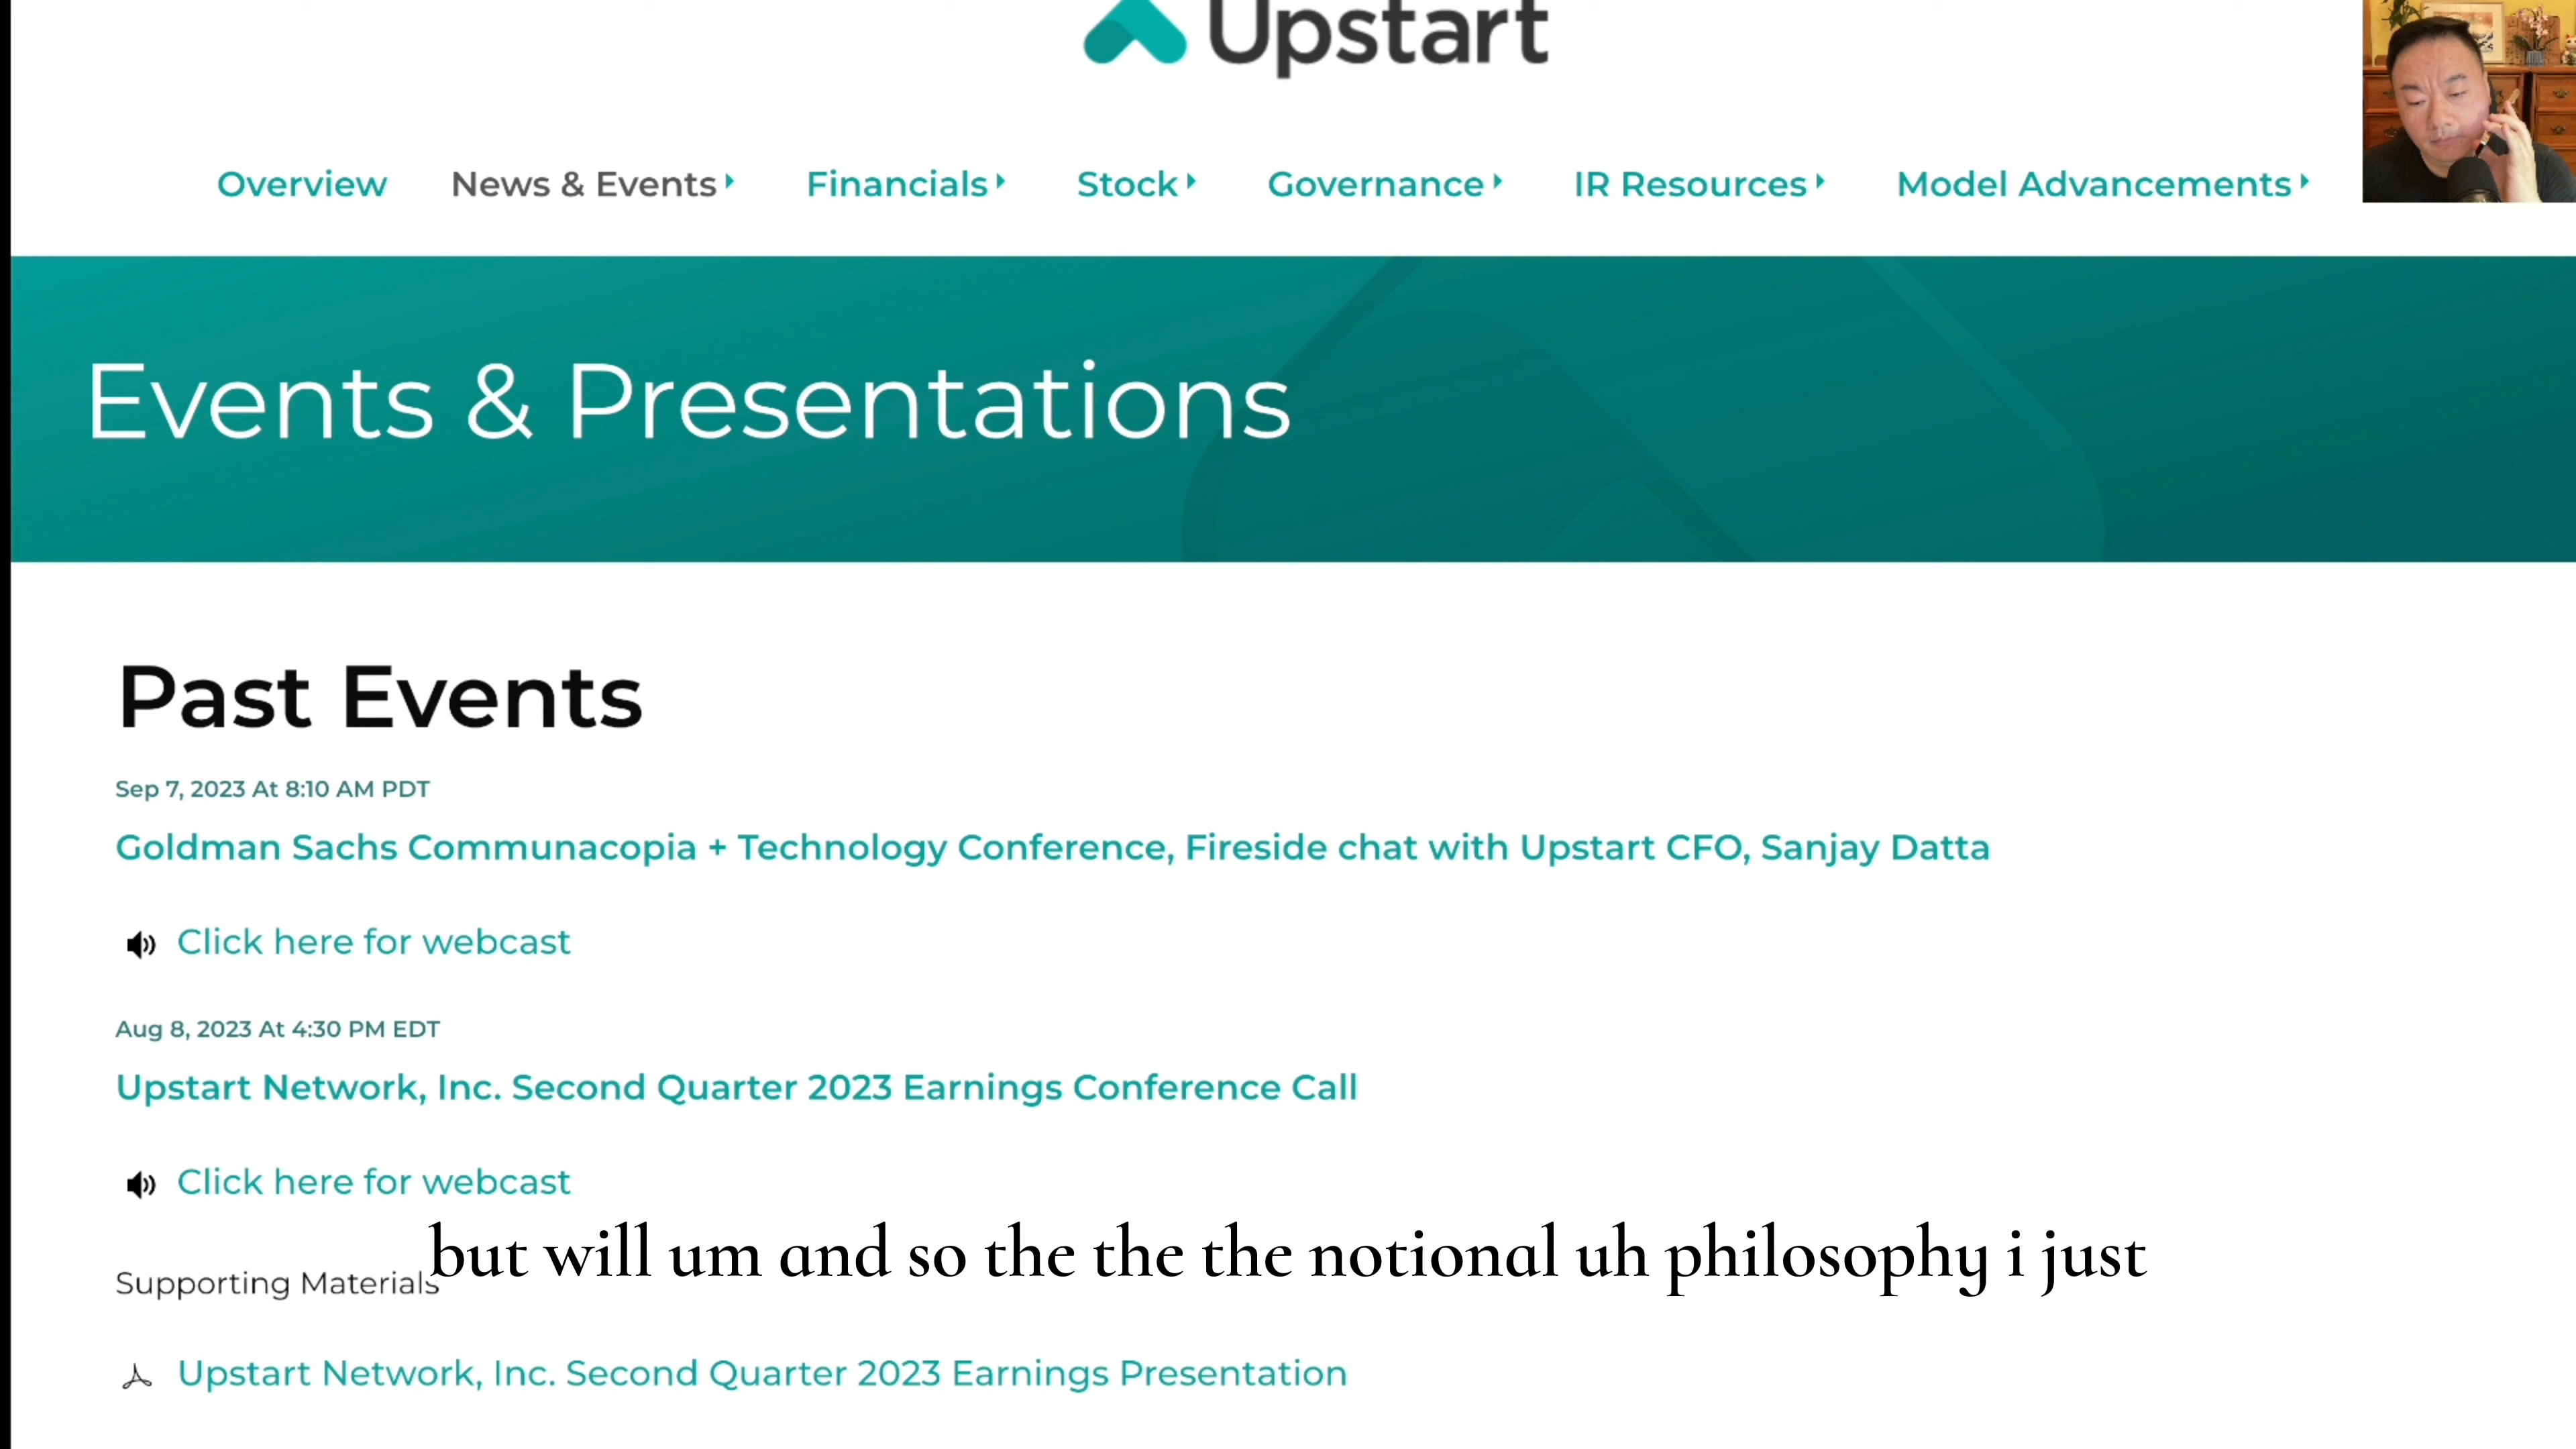 Upstart
Overview News & Events Financials Stock Governance IR Resources Model Advancements
Events & Presentations
Past Events
Sep 7, 2023 At 8:10 AM PDT
Goldman Sachs Communacopia + Technology Conference, Fireside chat with Upstart CFO, Sanjay Datta
Click here for webcast
Aug 8, 2023 At 4:30 PM EDT
Upstart Network, Inc. Second Quarter 2023 Earnings Conference Call
Click here for webcast
but will um and so the the the notional uh philosophy i just
Supporting Materials
Upstart Network, Inc. Second Quarter 2023 Earnings Presentation